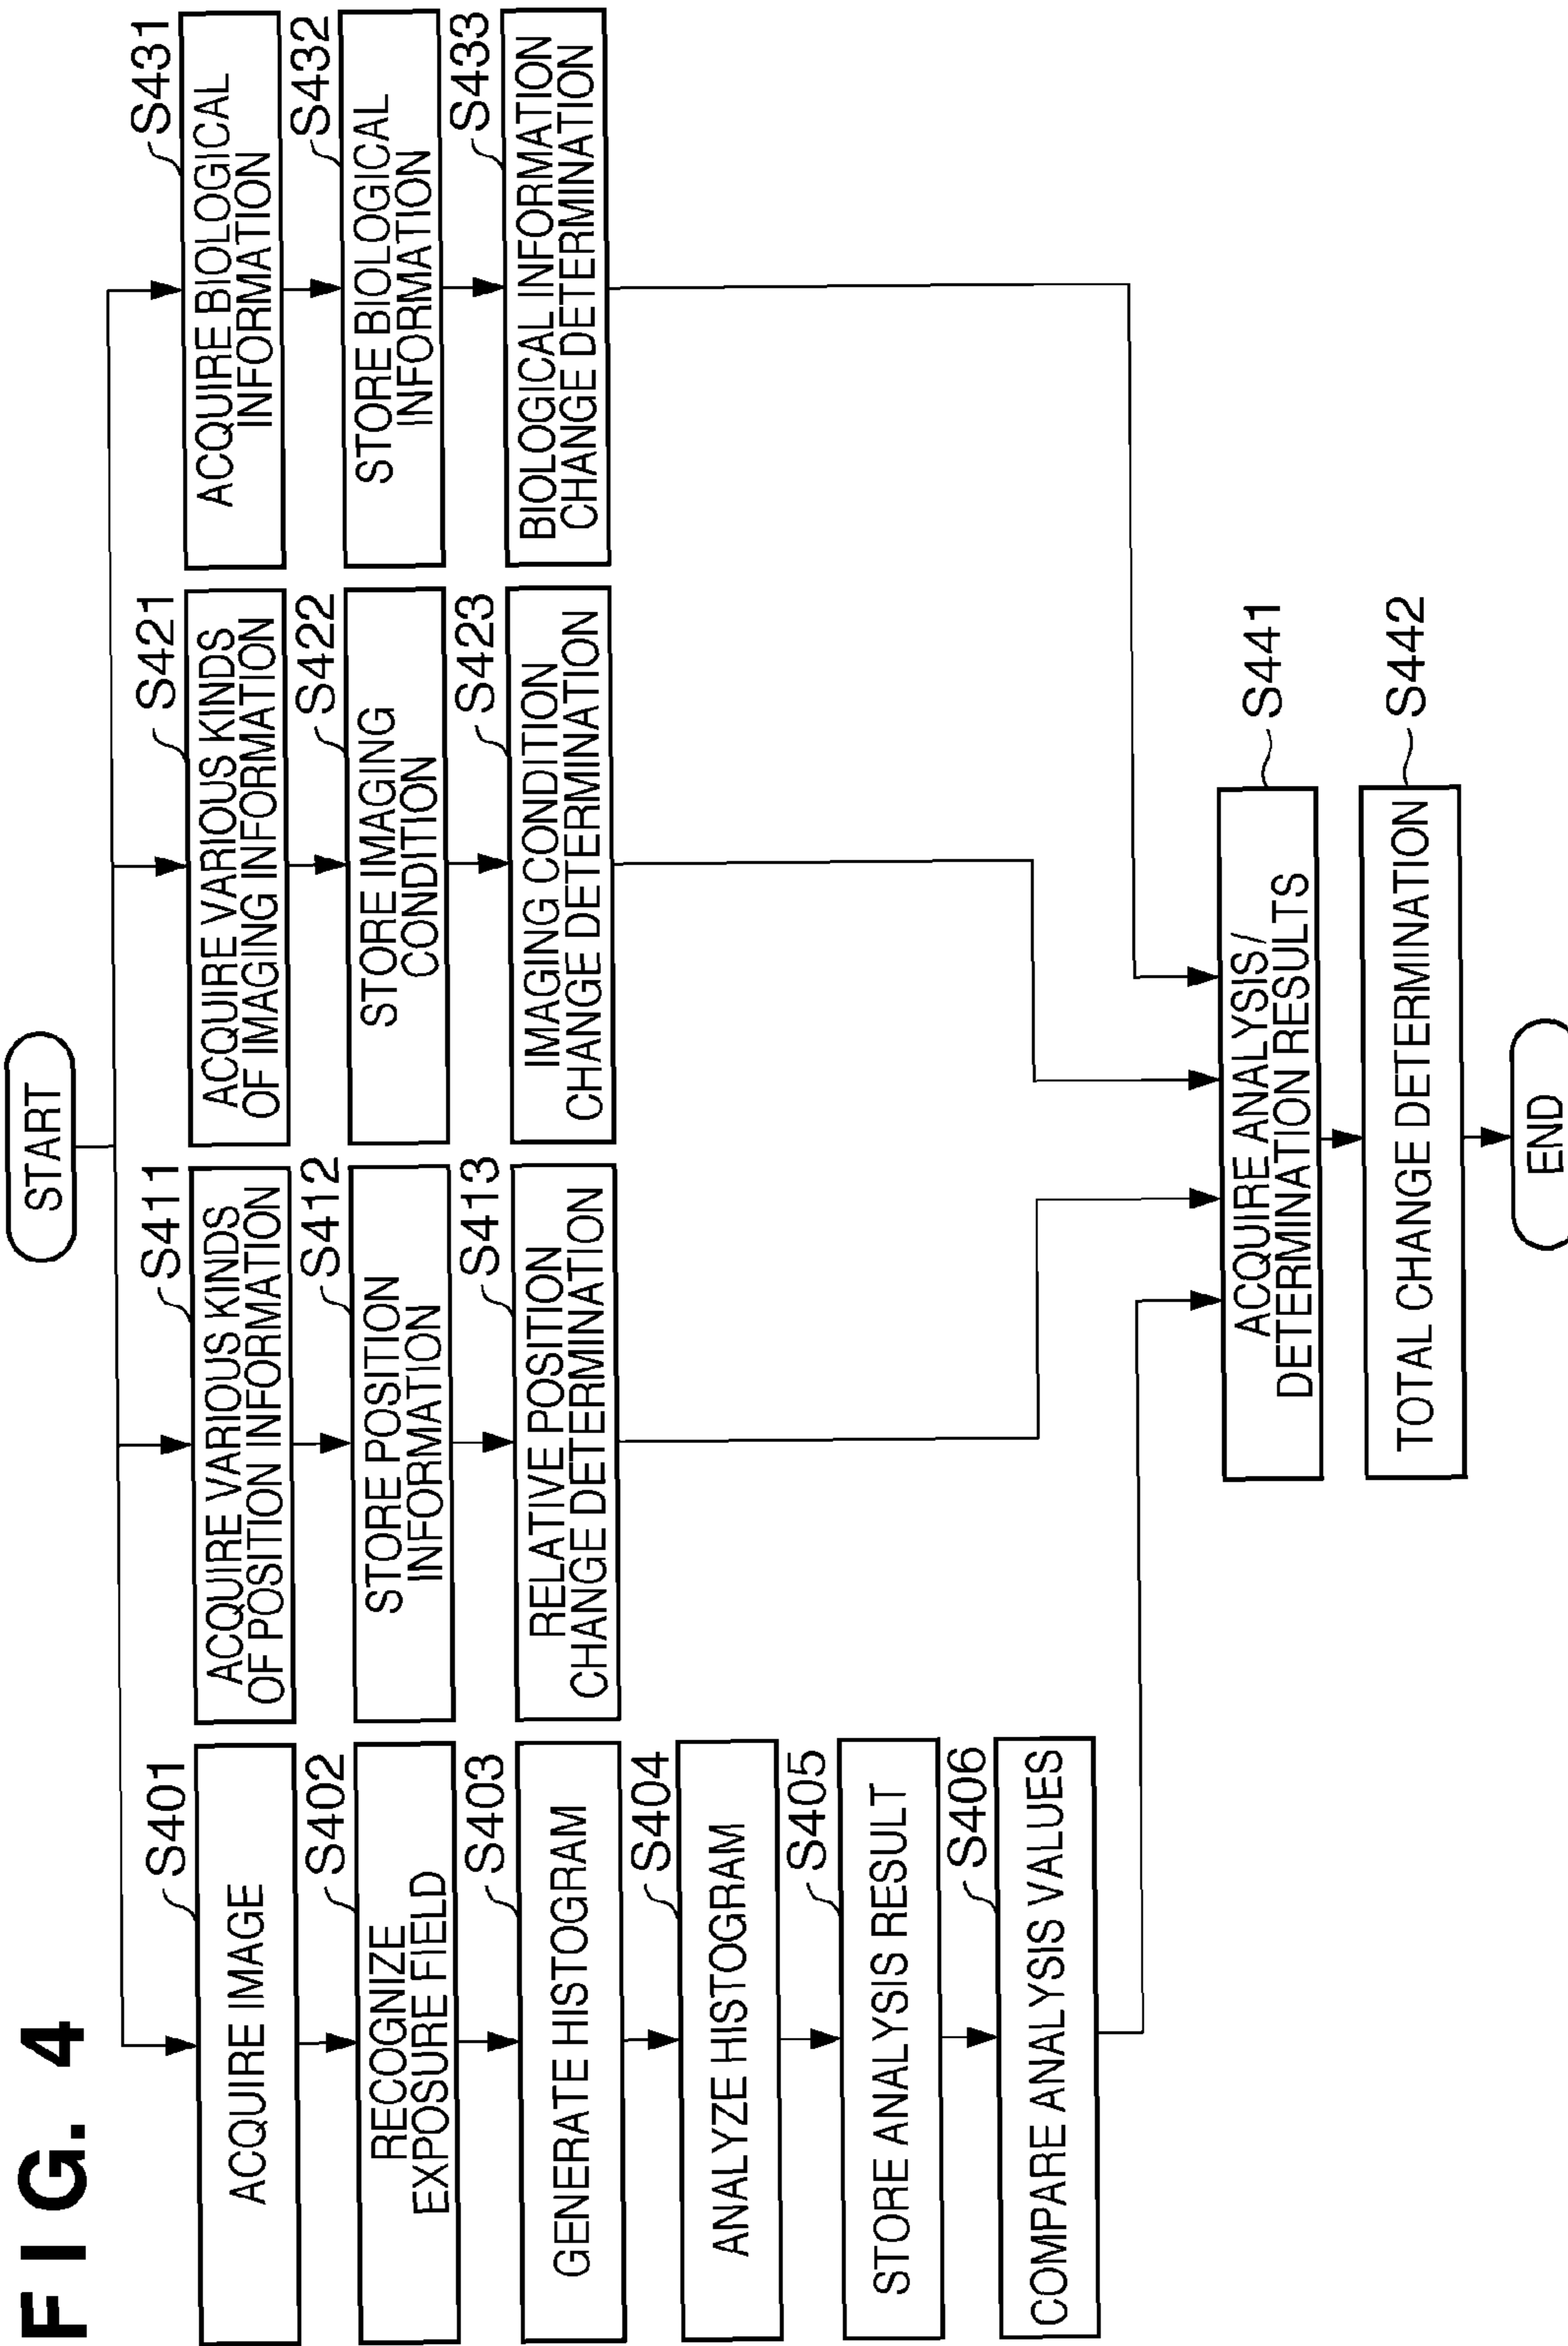 FIG. 4
START
S401
ACQUIRE IMAGE
S402
RECOGNIZE
EXPOSURE FIELD
S403
GENERATE HISTOGRAM
S404
ANALYZE HISTOGRAM
S405
STORE ANALYSIS RESULT
S406
COMPARE ANALYSIS VALUES
S411
ACQUIRE VARIOUS KINDS
OF POSITION INFORMATION
S412
STORE POSITION
INFORMATION
S413
RELATIVE POSITION
CHANGE DETERMINATION
S421
ACQUIRE VARIOUS KINDS
OF IMAGING INFORMATION
S422
STORE IMAGING
CONDITION
S423
IMAGING CONDITION
CHANGE DETERMINATION
S431
ACQUIRE BIOLOGICAL
INFORMATION
S432
STORE BIOLOGICAL
INFORMATION
S433
BIOLOGICAL INFORMATION
CHANGE DETERMINATION
S441
ACQUIRE ANALYSIS/
DETERMINATION RESULTS
S442
TOTAL CHANGE DETERMINATION
END